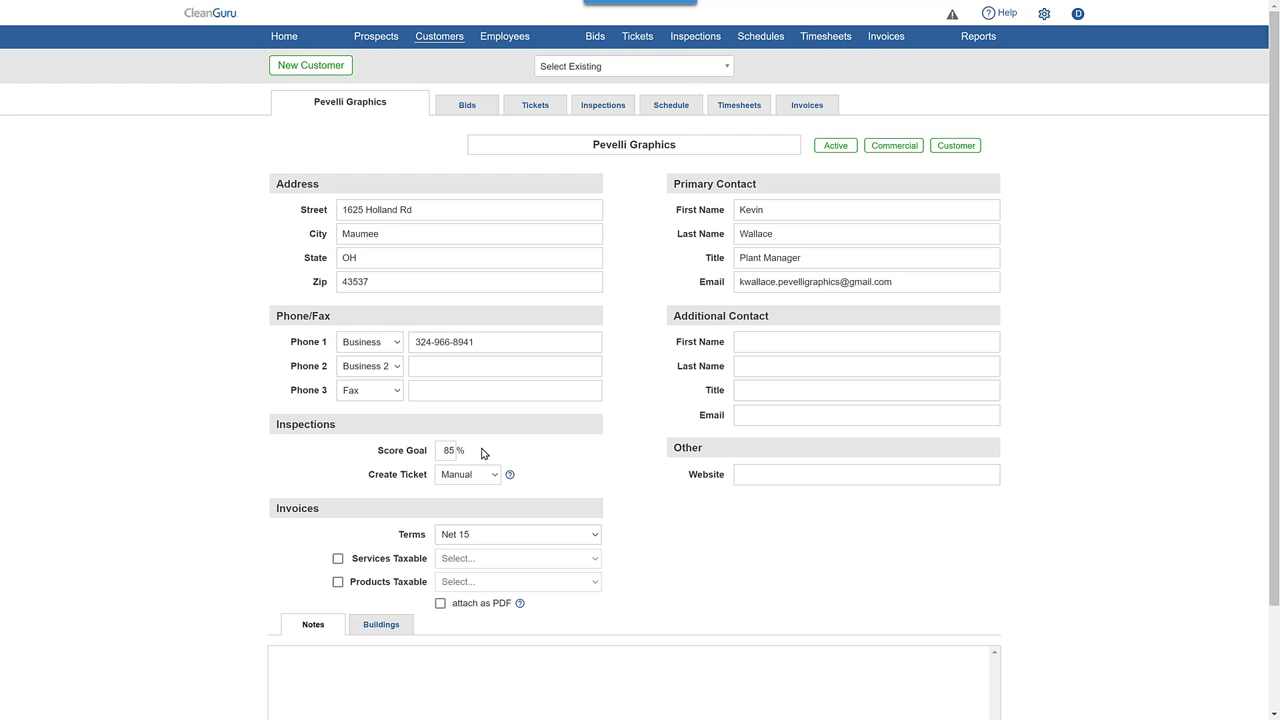 CleanGuru
Help
D
Home Prospects Customers Employees Bids Tickets Inspections Schedules Timesheets Invoices Reports
New Customer
Select Existing
Pevelli Graphics Bids Tickets Inspections Schedule Timesheets Invoices
Pevelli Graphics Active Commercial Customer
Address
Street 1625 Holland Rd
City Maumee
State OH
Zip 43537
Phone/Fax
Phone 1 Business 324-966-8941
Phone 2 Business 2
Phone 3 Fax
Inspections
Score Goal 85 %
Create Ticket Manual
Invoices
Terms Net 15
Services Taxable Select...
Products Taxable Select...
attach as PDF
Primary Contact
First Name Kevin
Last Name Wallace
Title Plant Manager
Email kwallace.pevelligraphics@gmail.com
Additional Contact
First Name
Last Name
Title
Email
Other
Website
Notes Buildings